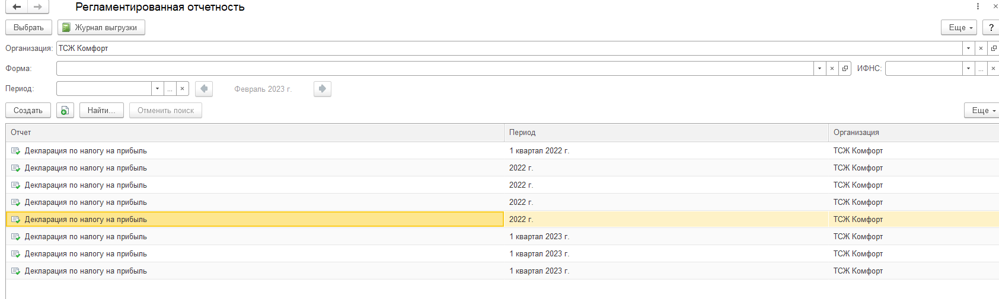 Регламентированная отчетность
Выбрать Журнал выгрузки Еще ?
Организация: ТСЖ Комфорт
Форма: ИФНС: ...
Период: ... Февраль 2023 г.
Создать Найти... Отменить поиск Еще
Отчет Период Организация
Декларация по налогу на прибыль 1 квартал 2022 г. ТСЖ Комфорт
Декларация по налогу на прибыль 2022 г. ТСЖ Комфорт
Декларация по налогу на прибыль 2022 г. ТСЖ Комфорт
Декларация по налогу на прибыль 2022 г. ТСЖ Комфорт
Декларация по налогу на прибыль 2022 г. ТСЖ Комфорт
Декларация по налогу на прибыль 1 квартал 2023 г. ТСЖ Комфорт
Декларация по налогу на прибыль 1 квартал 2023 г. ТСЖ Комфорт
Декларация по налогу на прибыль 1 квартал 2023 г. ТСЖ Комфорт